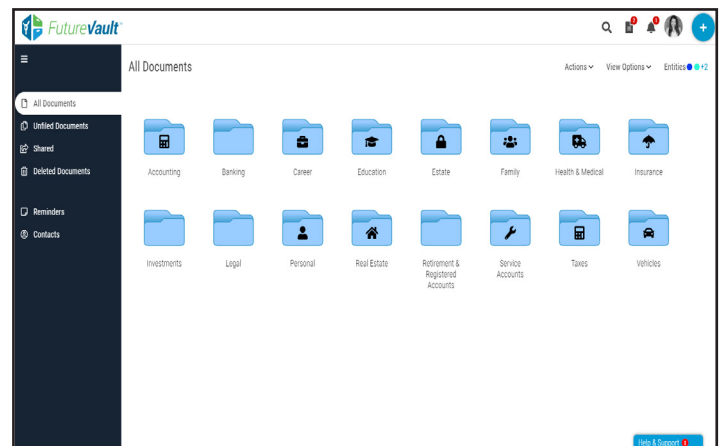 FutureVault
All Documents
Actions View Options Entities +2
All Documents
Unfiled Documents
Shared
Deleted Documents
Reminders
Contacts
Accounting Banking Career Education Estate Family Health & Medical Insurance
Investments Legal Personal Real Estate Retirement & Registered Accounts Service Accounts Taxes Vehicles
Help & Support